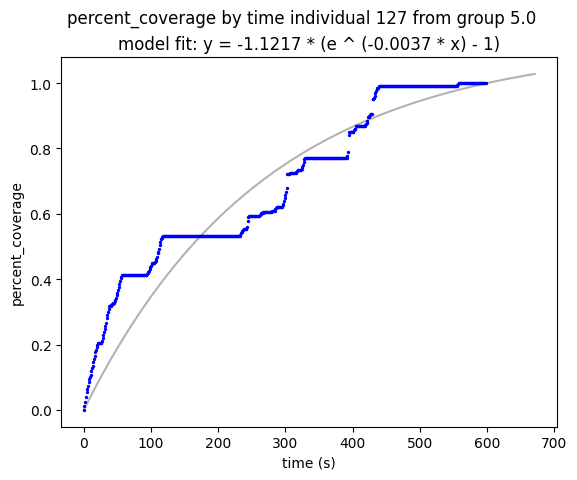 percent_coverage by time individual 127 from group 5.0
model fit: y = -1.1217 * (e ^ (-0.0037 * x) - 1)
percent_coverage
1.0
0.8
0.6
0.4
0.2
0.0
0 100 200 300 400 500 600 700
time (s)